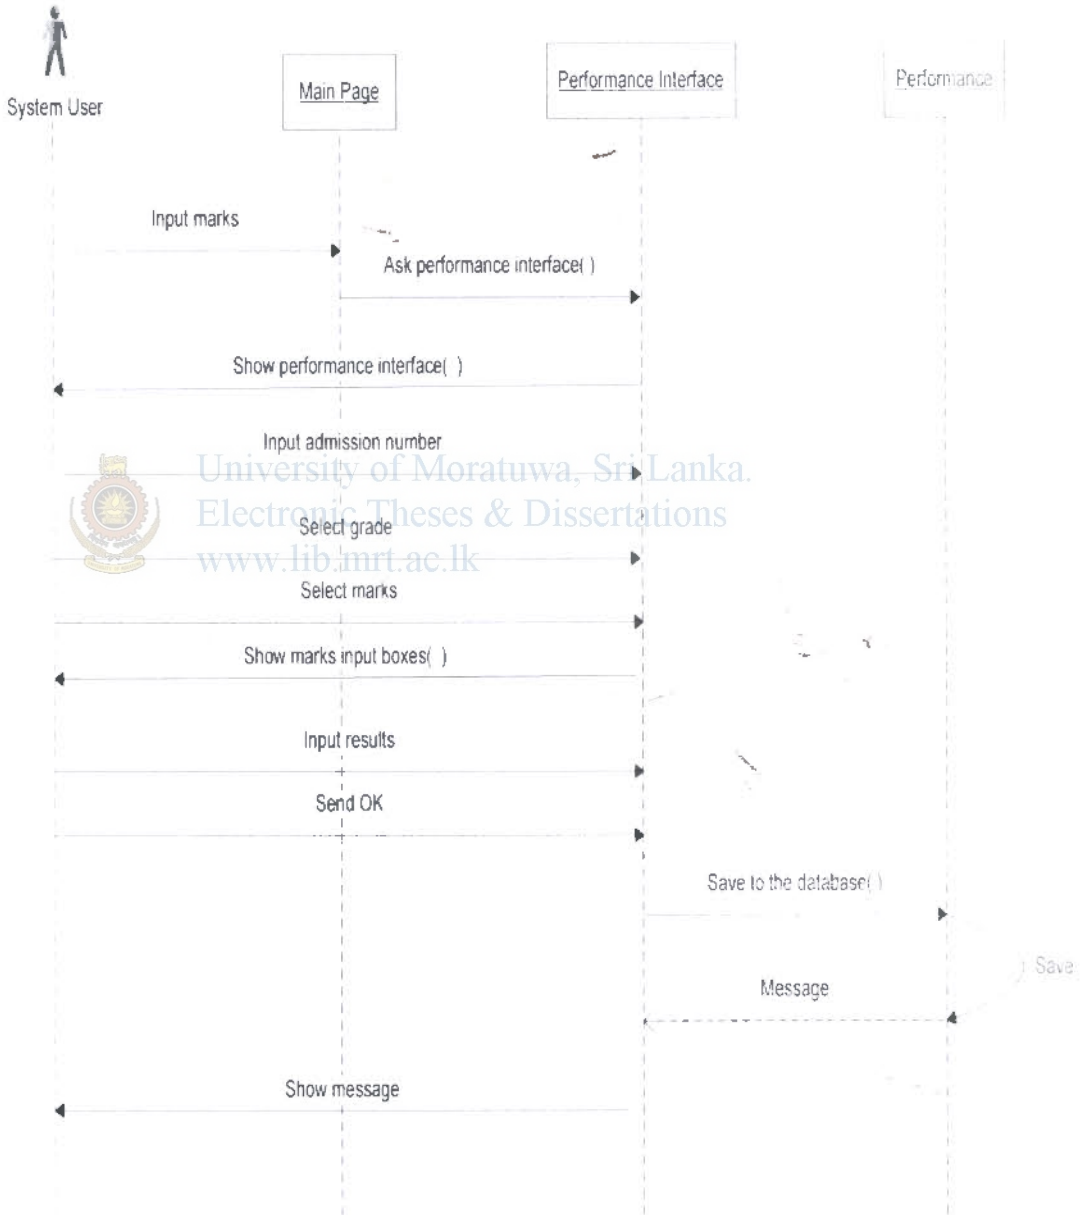 System User
Main Page
Performance Interface
Performance
Input marks
Ask performance interface( )
Show performance interface( )
Input admission number
University of Moratuwa, Sri Lanka.
Electronic Theses & Dissertations
www.lib.mrt.ac.lk
Select grade
Select marks
Show marks input boxes( )
Input results
Send OK
Save to the database( )
Save
Message
Show message